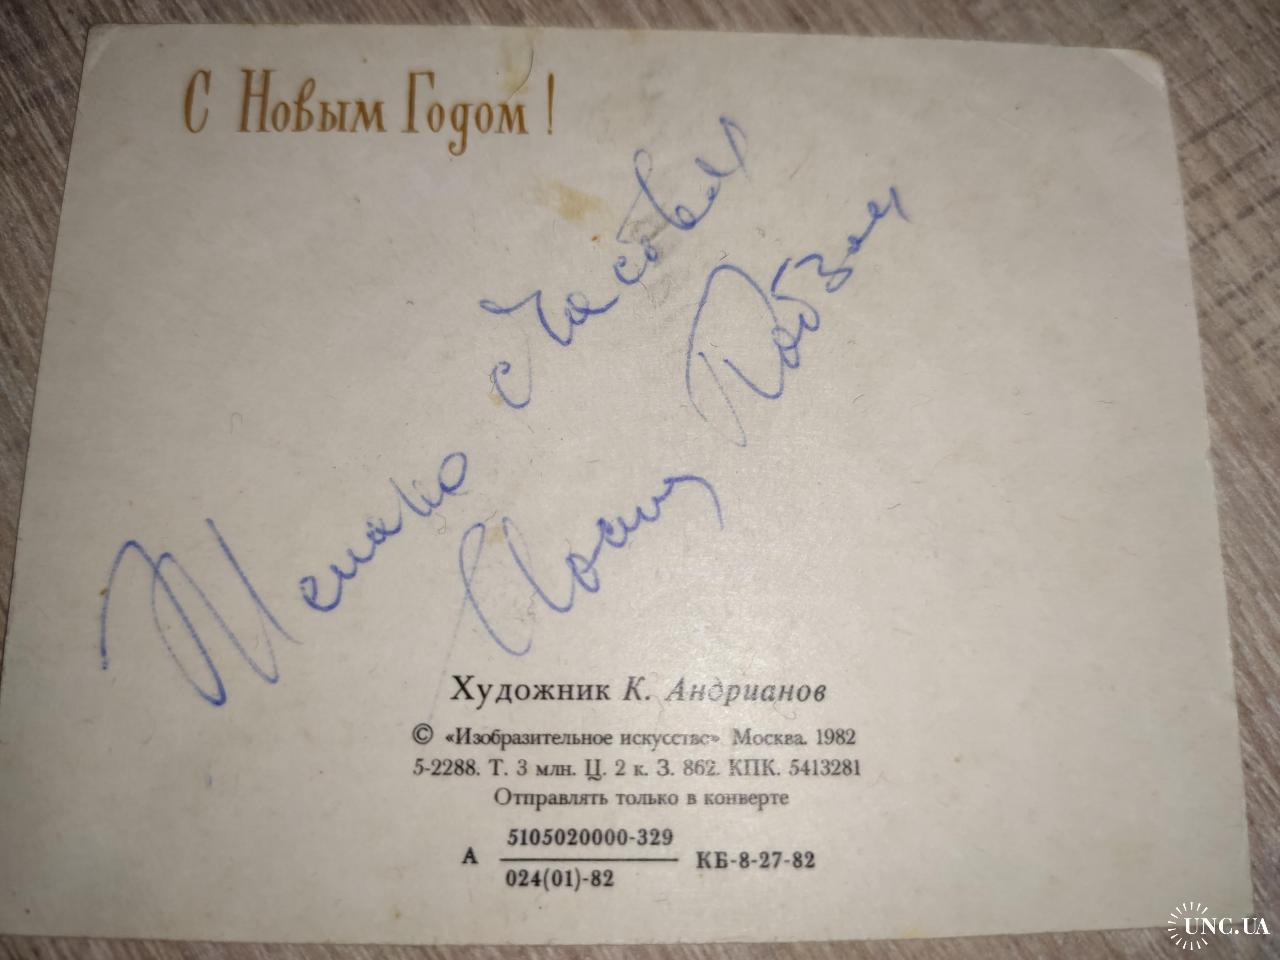 С Новым Годом!
Художник К. Андрианов
© «Изобразительное искусство» Москва. 1982
5-2288. Т. 3 млн. Ц. 2 к. З. 862. КПК. 5413281
Отправлять только в конверте
А 5105020000-329 КБ-8-27-82
024(01)-82
UNC.UA